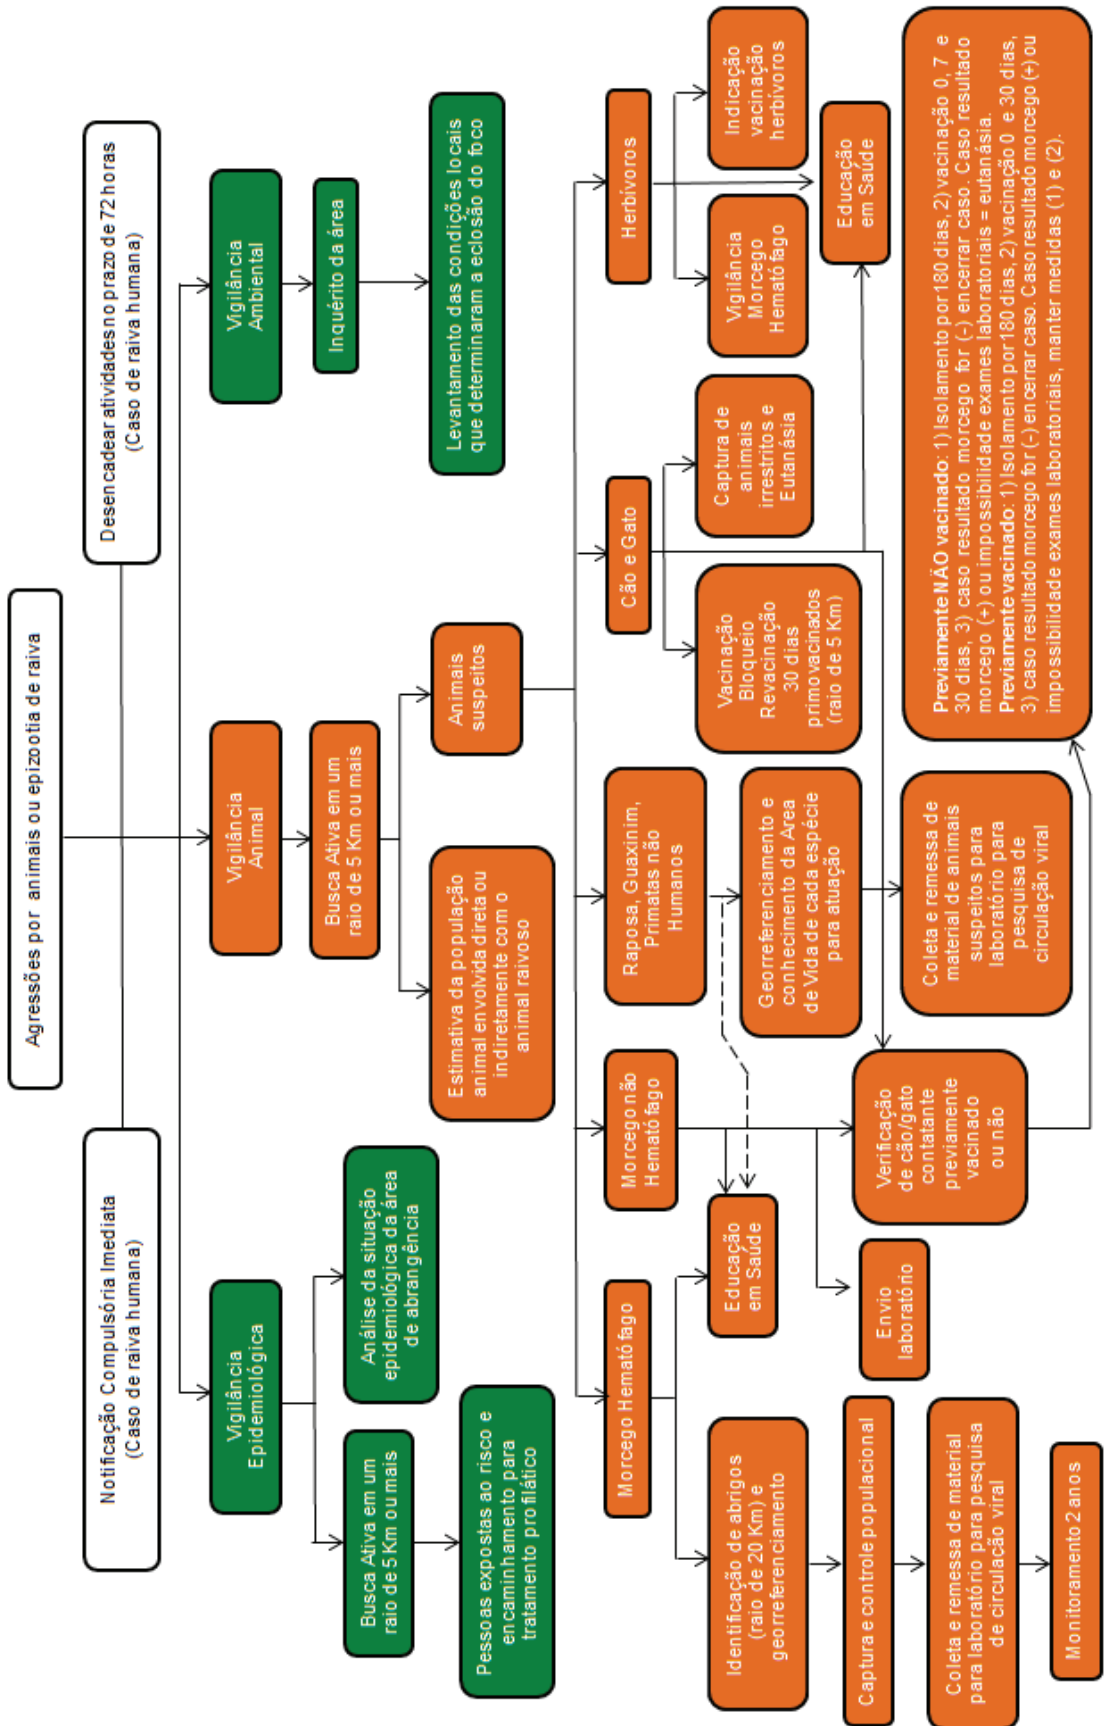 Agressões por animais ou epizootia de raiva
Notificação Compulsória Imediata
(Caso de raiva humana)
Desencadear atividades no prazo de 72 horas
(Caso de raiva humana)
Vigilância
Epidemiológica
Vigilância
Animal
Vigilância
Ambiental
Busca Ativa em um
raio de 5 Km ou mais
Análise da situação
epidemiológica da área
de abrangência
Busca Ativa em um
raio de 5 Km ou mais
Inquérito da área
Pessoas expostas ao risco e
encaminhamento para
tratamento profilático
Estimativa da população
animal envolvida direta ou
indiretamente com o
animal raivoso
Animais
suspeitos
Levantamento das condições locais
que determinaram a eclosão do foco
Morcego Hematófago
Morcego não
Hematófago
Raposa, Guaxinim,
Primatas não
Humanos
Cão e Gato
Herbívoros
Identificação de abrigos
(raio de 20 Km) e
georreferenciamento
Educação
em Saúde
Georreferenciamento e
conhecimento da Area
de Vida de cada espécie
para atuação
Vacinação
Bloqueio
Revacinação
30 dias
primovacinados
(raio de 5 Km)
Captura de
animais
irrestritos e
Eutanásia
Vigilância
Morcego
Hematófago
Indicação
vacinação
herbívoros
Captura e controle populacional
Envio
laboratório
Verificação
de cão/gato
contatante
previamente
vacinado
ou não
Coleta e remessa de
material de animais
suspeitos para
laboratório para
pesquisa de
circulação viral
Educação
em Saúde
Coleta e remessa de material
para laboratório para pesquisa
de circulação viral
Monitoramento 2 anos
Previamente NÃO vacinado: 1) Isolamento por 180 dias, 2) vacinação 0, 7 e
30 dias, 3) caso resultado morcego for (-) encerrar caso. Caso resultado
morcego (+) ou impossibilidade exames laboratoriais = eutanásia.
Previamente vacinado: 1) Isolamento por 180 dias, 2) vacinação 0 e 30 dias,
3) caso resultado morcego for (-) encerrar caso. Caso resultado morcego (+) ou
impossibilidade exames laboratoriais, manter medidas (1) e (2).